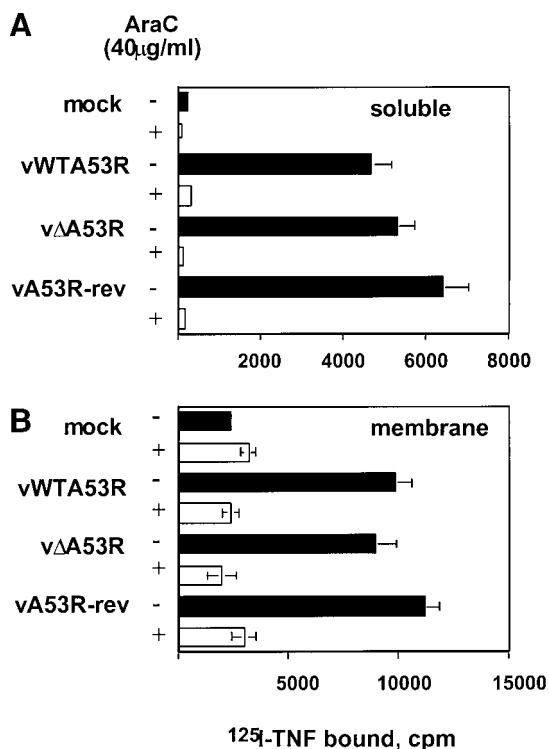 A
AraC
(40µg/ml)
soluble
mock -
+
vWTA53R -
+
vΔA53R -
+
vA53R-rev -
+
2000 4000 6000 8000
B
membrane
mock -
+
vWTA53R -
+
vΔA53R -
+
vA53R-rev -
+
5000 10000 15000
125I-TNF bound, cpm